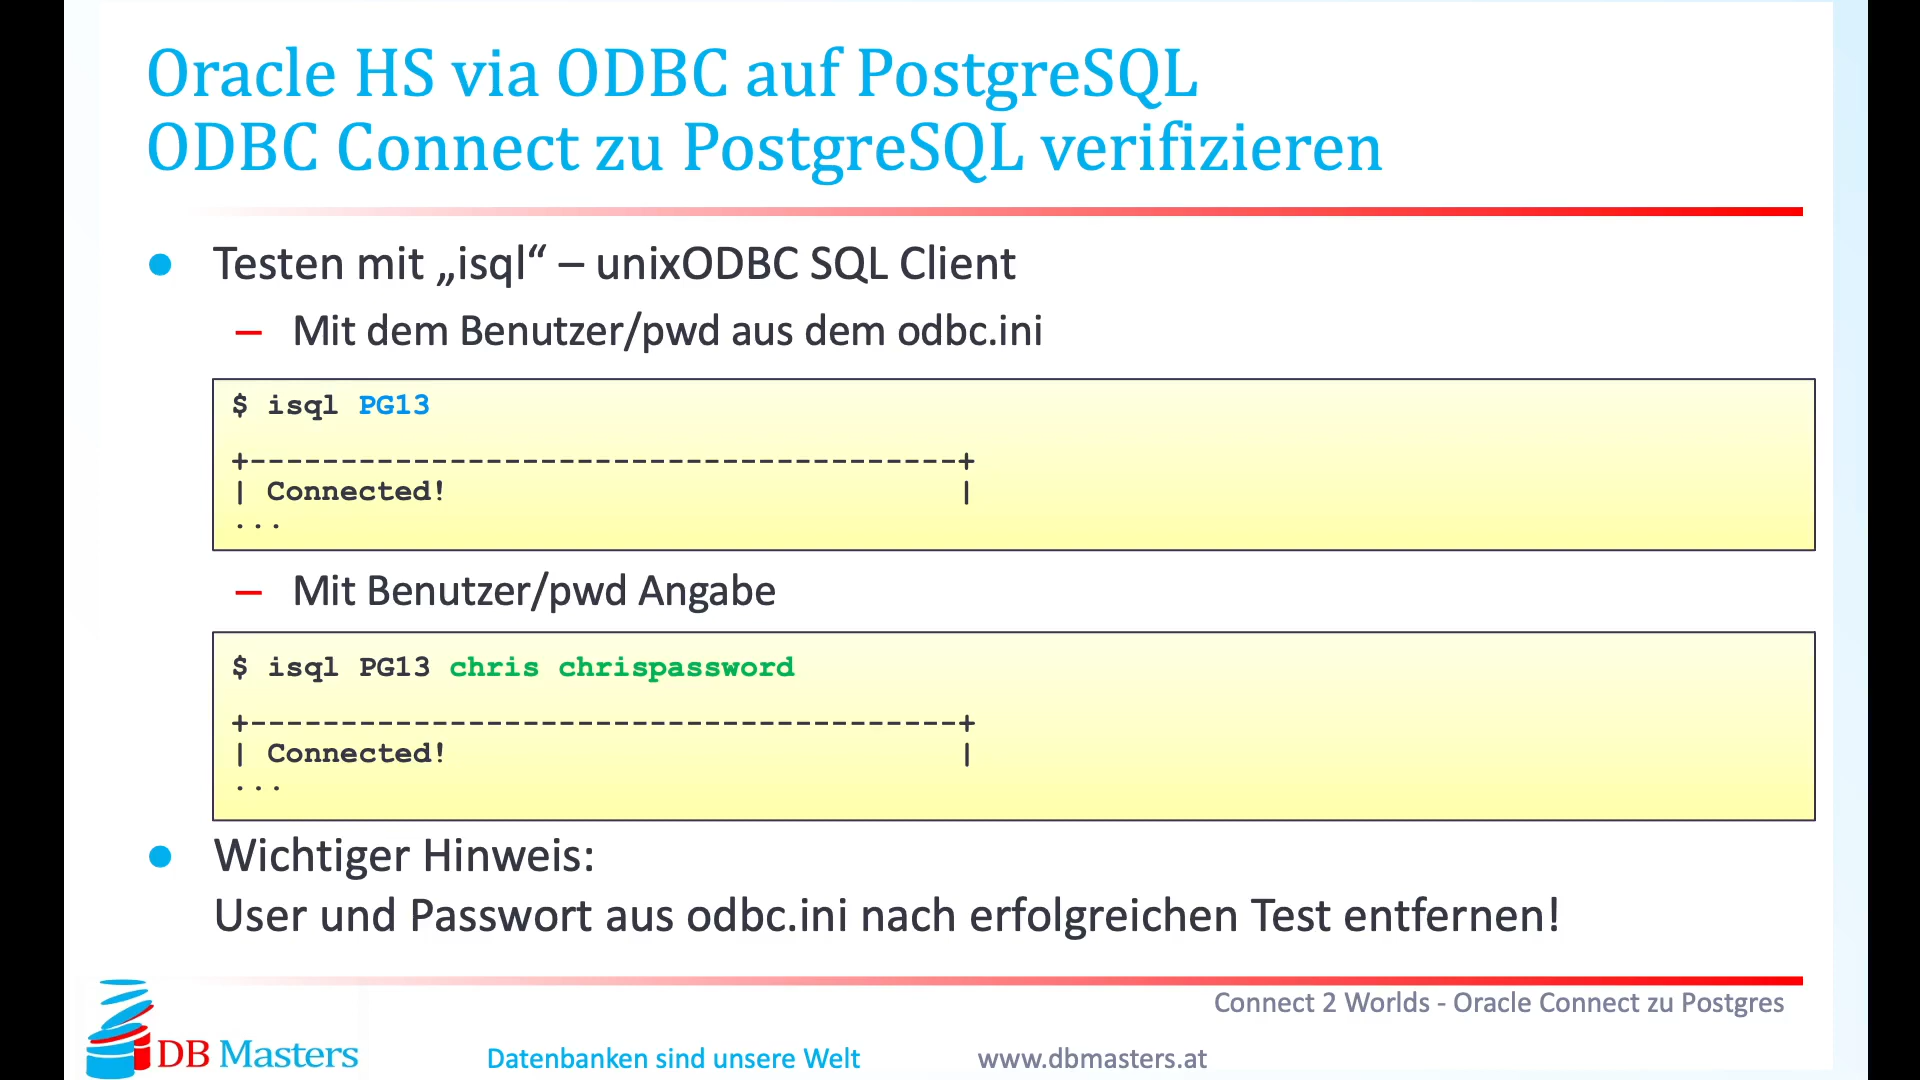 Oracle HS via ODBC auf PostgreSQL
ODBC Connect zu PostgreSQL verifizieren
Testen mit „isql“ – unixODBC SQL Client
– Mit dem Benutzer/pwd aus dem odbc.ini
$ isql PG13
+---------------------------------------+
| Connected!                            |
...
– Mit Benutzer/pwd Angabe
$ isql PG13 chris chrispassword
+---------------------------------------+
| Connected!                            |
...
Wichtiger Hinweis:
User und Passwort aus odbc.ini nach erfolgreichen Test entfernen!
Connect 2 Worlds - Oracle Connect zu Postgres
DB Masters
Datenbanken sind unsere Welt
www.dbmasters.at